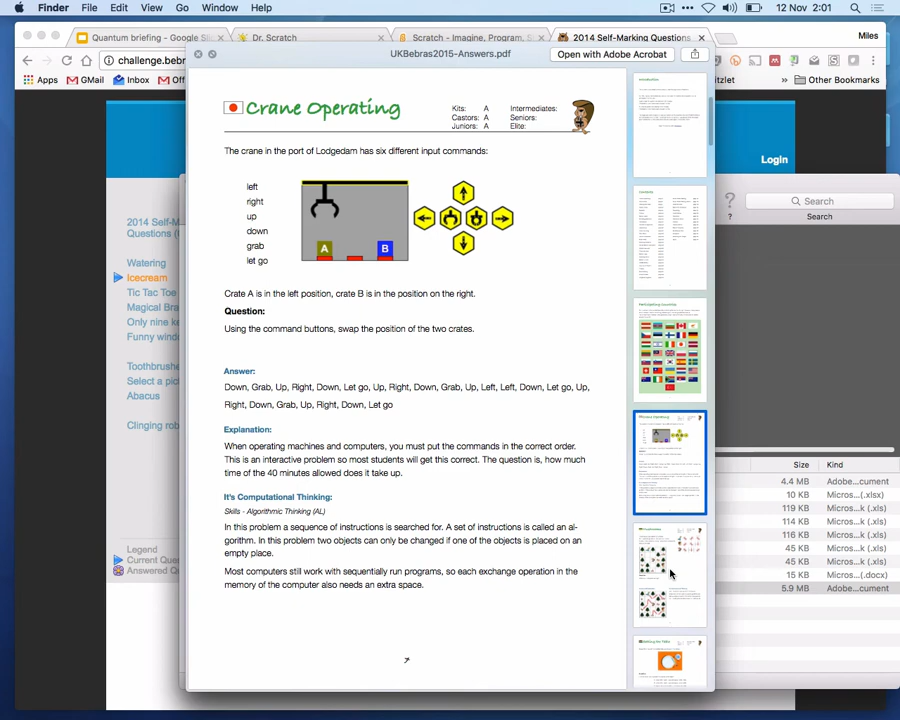 Finder File Edit View Go Window Help 12 Nov 2:01
Quantum briefing - Google Sli Dr. Scratch Scratch - Imagine, Program, S 2014 Self-Marking Questions Miles
UKBebras2015-Answers.pdf Open with Adobe Acrobat
challenge.bebr
Apps GMail Inbox Off Other Bookmarks
Login
Search
? Search
2014 Self-M
Questions (
Watering
Icecream
Tic Tac Toe
Magical Bra
Only nine k
Funny wind
Toothbrushe
Select a pic
Abacus
Clinging rob
Legend
Current Que
Answered Q
Crane Operating
Kits: A Intermediates:
Castors: A Seniors:
Juniors: A Elite:
The crane in the port of Lodgedam has six different input commands:
left
right
up
down
grab
let go
A B
Crate A is in the left position, crate B is in the position on the right.
Question:
Using the command buttons, swap the position of the two crates.
Answer:
Down, Grab, Up, Right, Down, Let go, Up, Right, Down, Grab, Up, Left, Left, Down, Let go, Up,
Right, Down, Grab, Up, Right, Down, Let go
Explanation:
When operating machines and computers, you must put the commands in the correct order.
This is an interactive problem so most students will get this correct. The question is, how much
time of the 40 minutes allowed does it take up.
It's Computational Thinking:
Skills - Algorithmic Thinking (AL)
In this problem a sequence of instructions is searched for. A set of instructions is called an al-
gorithm. In this problem two objects can only be changed if one of the objects is placed on an
empty place.
Most computers still work with sequentially run programs, so each exchange operation in the
memory of the computer also needs an extra space.
7
Size Kind
4.4 MB Adobe...cument
10 KB Micros...(.xlsx)
119 KB Micros...k (.xls)
114 KB Micros...k (.xls)
116 KB Micros...k (.xls)
45 KB Micros...k (.xls)
45 KB Micros...k (.xls)
15 KB Micros...(.docx)
5.9 MB Adobe...cument